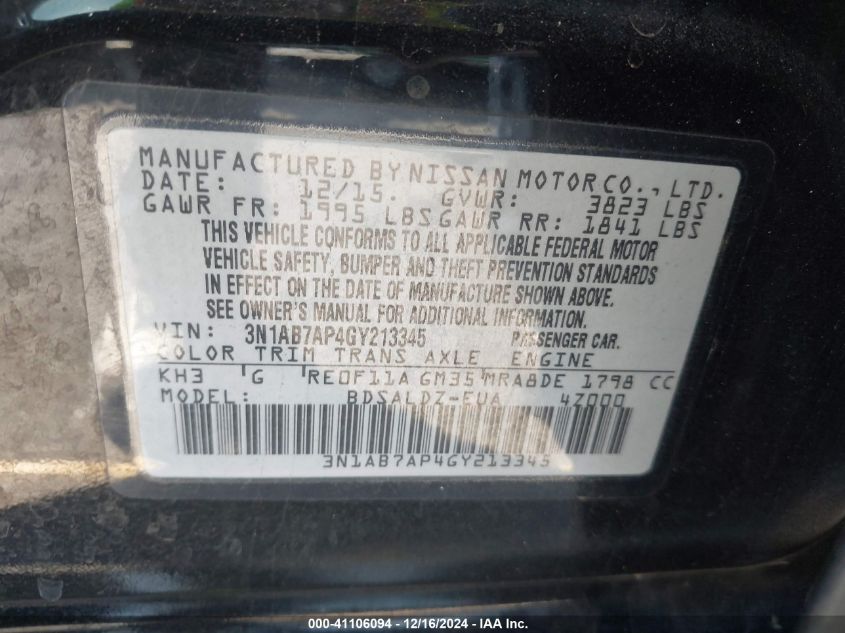 MANUFACTURED BY NISSAN MOTOR CO., LTD.
DATE: 12/15. GVWR: 3823 LBS
GAWR FR: 1995 LBS GAWR RR: 1841 LBS
THIS VEHICLE CONFORMS TO ALL APPLICABLE FEDERAL MOTOR
VEHICLE SAFETY, BUMPER AND THEFT PREVENTION STANDARDS
IN EFFECT ON THE DATE OF MANUFACTURE SHOWN ABOVE.
SEE OWNER'S MANUAL FOR ADDITIONAL INFORMATION.
VIN: 3N1AB7AP4GY213345 PASSENGER CAR.
COLOR TRIM TRANS AXLE ENGINE
KH3 G RE0F11A GM35 MRA8DE 1798 CC
MODEL: BDSALDZ-EUA 4Z000
3N1AB7AP4GY213345
000-41106094 - 12/16/2024 - IAAI, Inc.